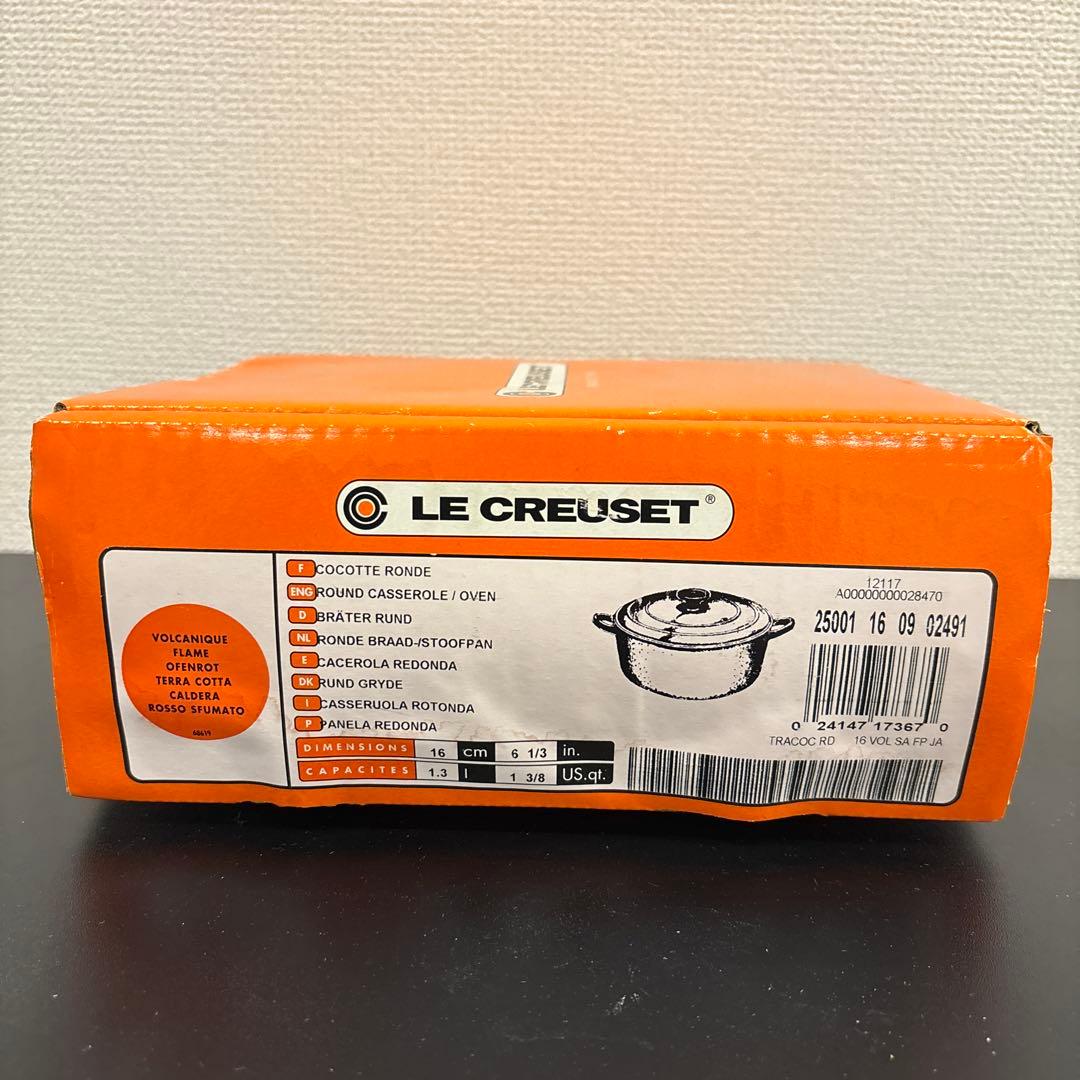 LE CREUSET
LE CREUSET®
VOLCANIQUE
FLAME
OFENROT
TERRA COTTA
CALDERA
ROSSO SFUMATO
60619
F COCOTTE RONDE
ENG ROUND CASSEROLE / OVEN
D BRÄTER RUND
NL RONDE BRAAD-/STOOFPAN
E CACEROLA REDONDA
DK RUND GRYDE
I CASSERUOLA ROTONDA
P PANELA REDONDA
DIMENSIONS 16 cm 6 1/3 in.
CAPACITES 1.3 l 1 3/8 US.qt.
12117
A00000000028470
25001 16 09 02491
0 24147 17367 0
TRACOC RD 16 VOL SA FP JA